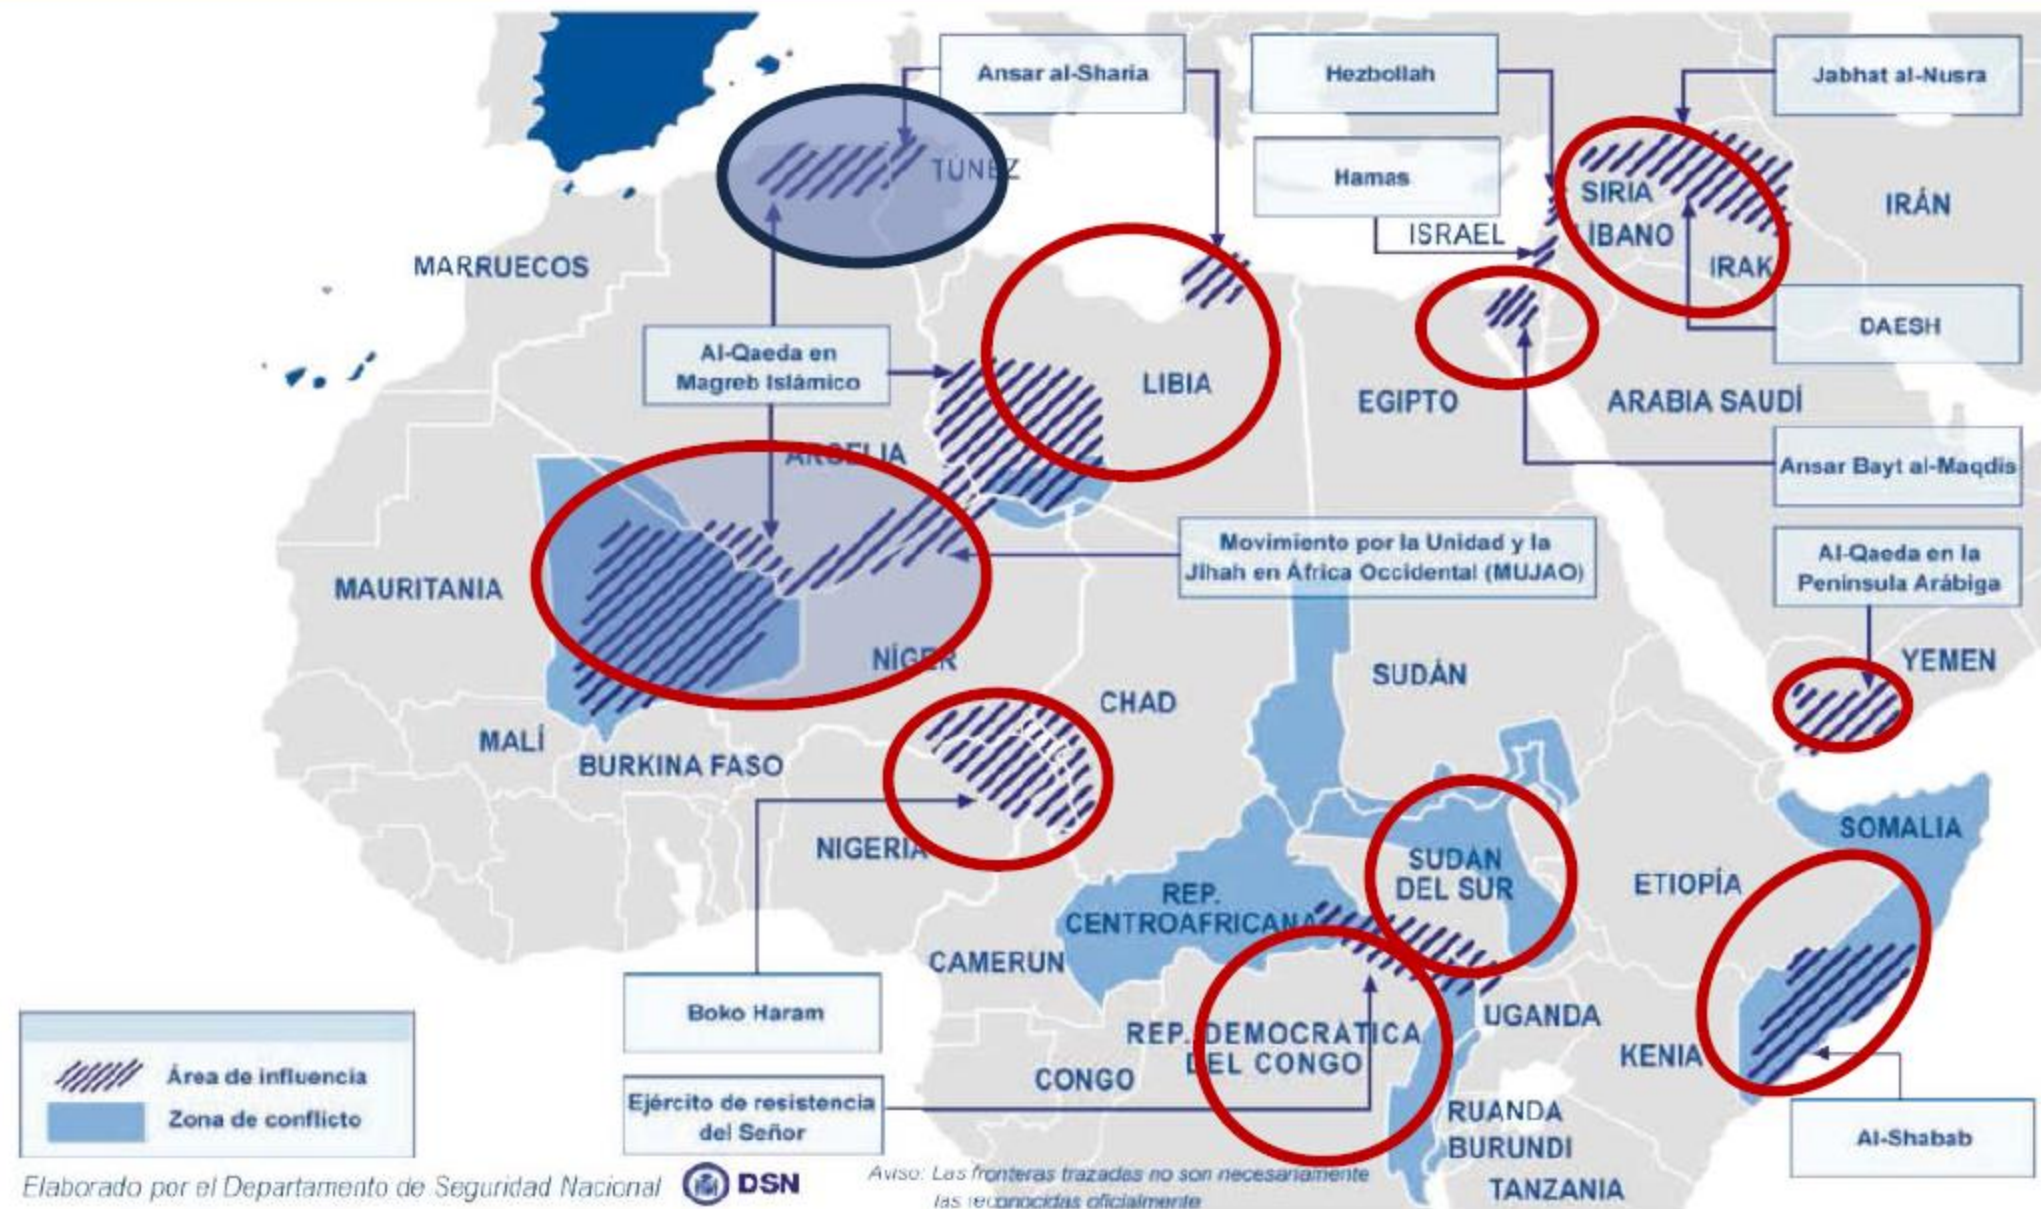 Ansar al-Sharia
Hezbollah
Jabhat al-Nusra
Hamas
TÚNEZ
SIRIA
LÍBANO
IRAK
IRÁN
ISRAEL
MARRUECOS
DAESH
Al-Qaeda en
Magreb Islámico
LIBIA
EGIPTO
ARABIA SAUDÍ
ARGELIA
Ansar Bayt al-Maqdis
Movimiento por la Unidad y la
Jihah en África Occidental (MUJAO)
Al-Qaeda en la
Península Arábiga
MAURITANIA
NÍGER
SUDÁN
YEMEN
CHAD
MALÍ
BURKINA FASO
NIGERIA
SUDÁN
DEL SUR
ETIOPÍA
SOMALIA
REP.
CENTROAFRICANA
CAMERUN
Boko Haram
REP. DEMOCRÁTICA
DEL CONGO
UGANDA
KENIA
CONGO
Ejército de resistencia
del Señor
RUANDA
BURUNDI
TANZANIA
Al-Shabab
Área de influencia
Zona de conflicto
Elaborado por el Departamento de Seguridad Nacional
DSN
Aviso: Las fronteras trazadas no son necesariamente
las reconocidas oficialmente